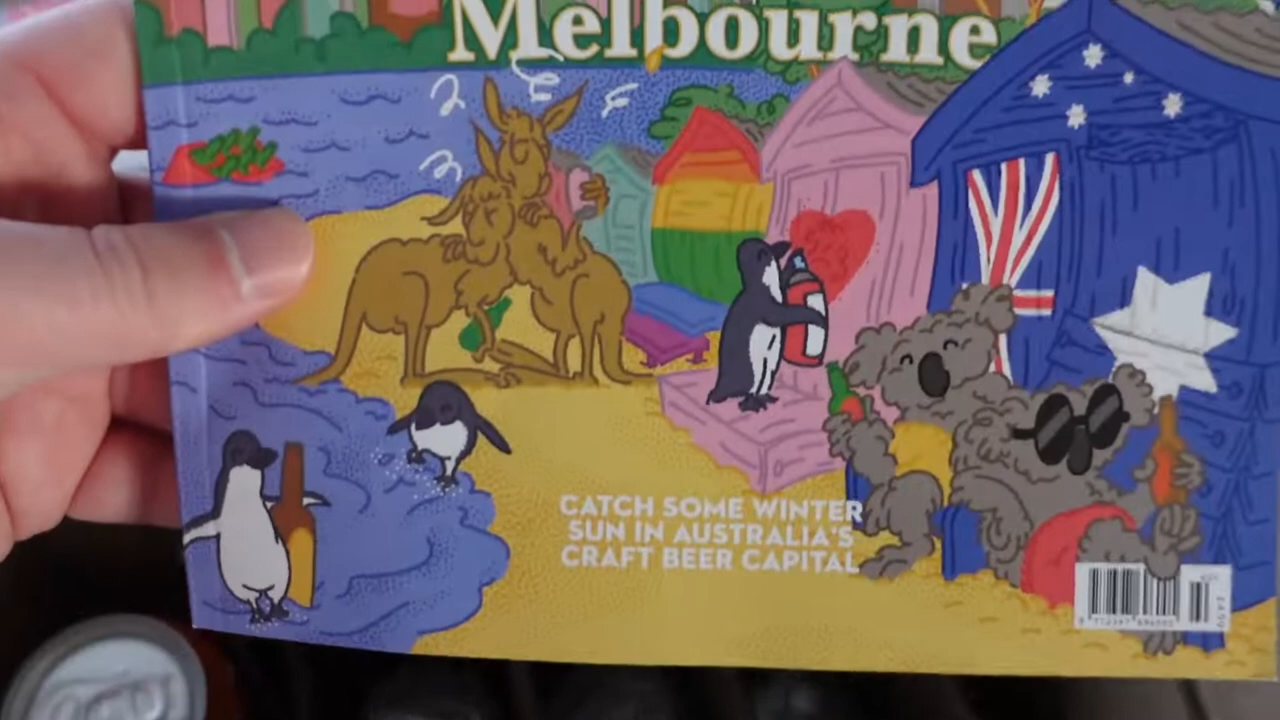 Melbourne
CATCH SOME WINTER
SUN IN AUSTRALIA'S
CRAFT BEER CAPITAL